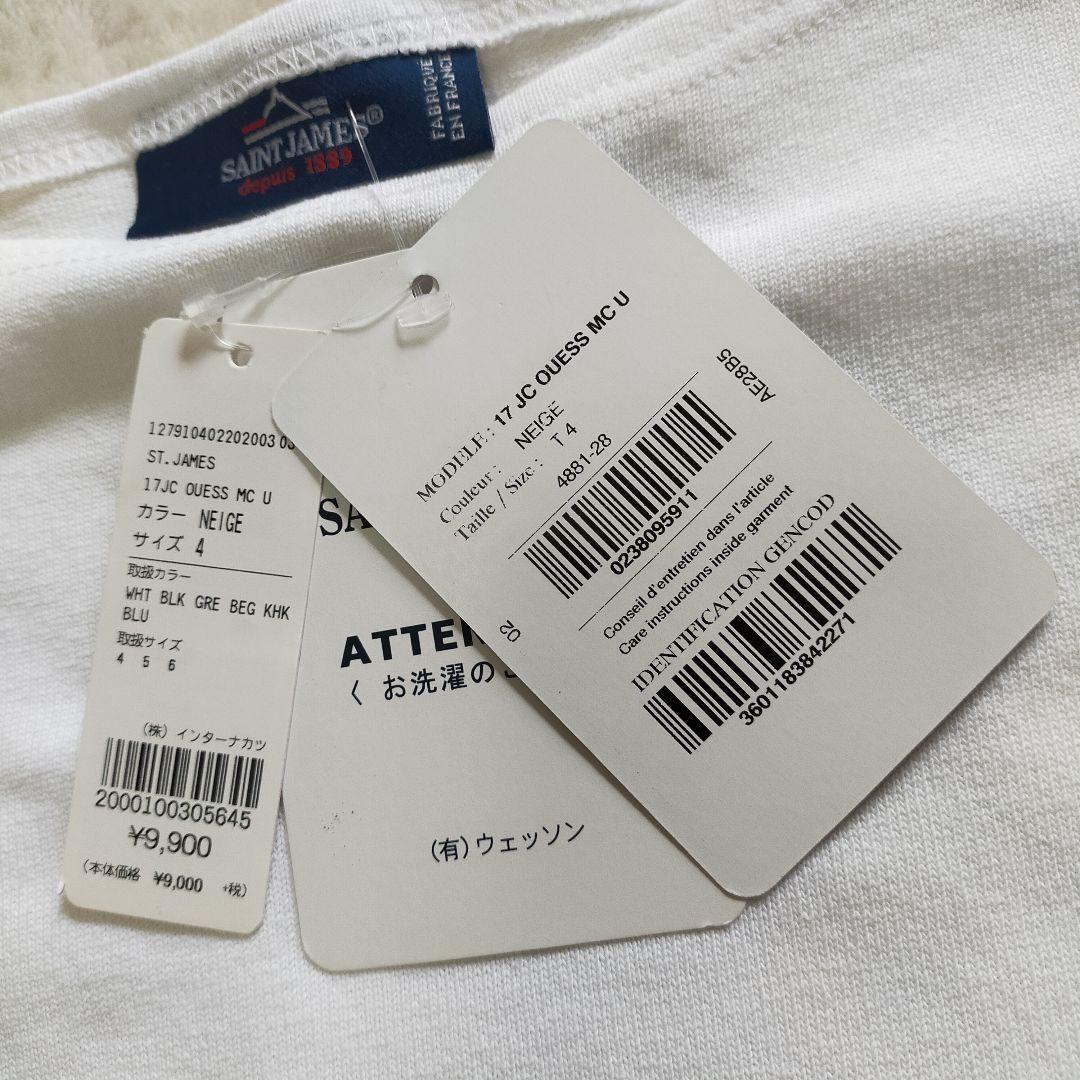 SAINT JAMES®
depuis 1889
FABRIQUÉ
EN FRANCE
127910402202003
ST.JAMES
17JC OUESS MC U
カラー NEIGE
サイズ 4
取扱カラー
WHT BLK GRE BEG KHK
BLU
取扱サイズ
4 5 6
(株)インターナカツ
2000100305645
¥9,900
(本体価格 ¥9,000 +税)
SA
ATTE
〈 お洗濯の
(有)ウェッソン
MODELE: 17 JC OUESS MC U
Couleur : NEIGE
Taille / Size : T 4
4881-28
AE28B5
0238095911
02
Conseil d'entretien dans l'article
Care instructions inside garment
IDENTIFICATION GENCOD
3601183842271